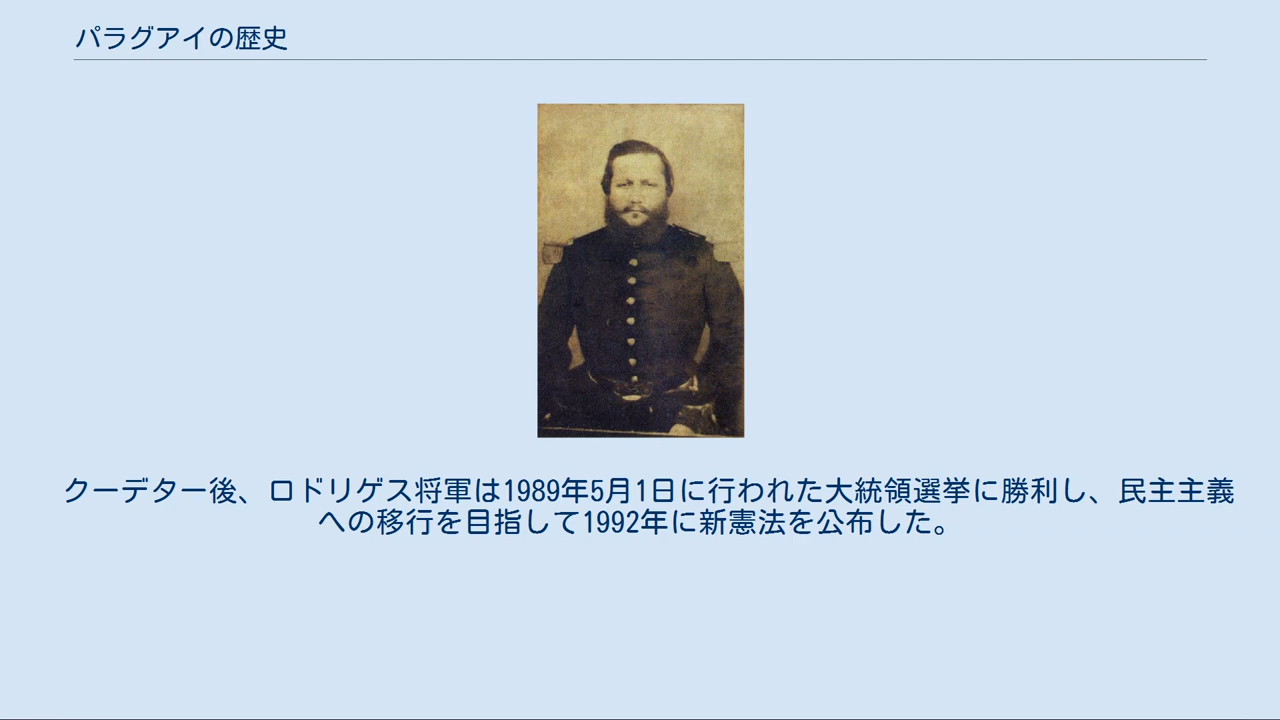 パラグアイの歴史
クーデター後、ロドリゲス将軍は1989年5月1日に行われた大統領選挙に勝利し、民主主義
への移行を目指して1992年に新憲法を公布した。